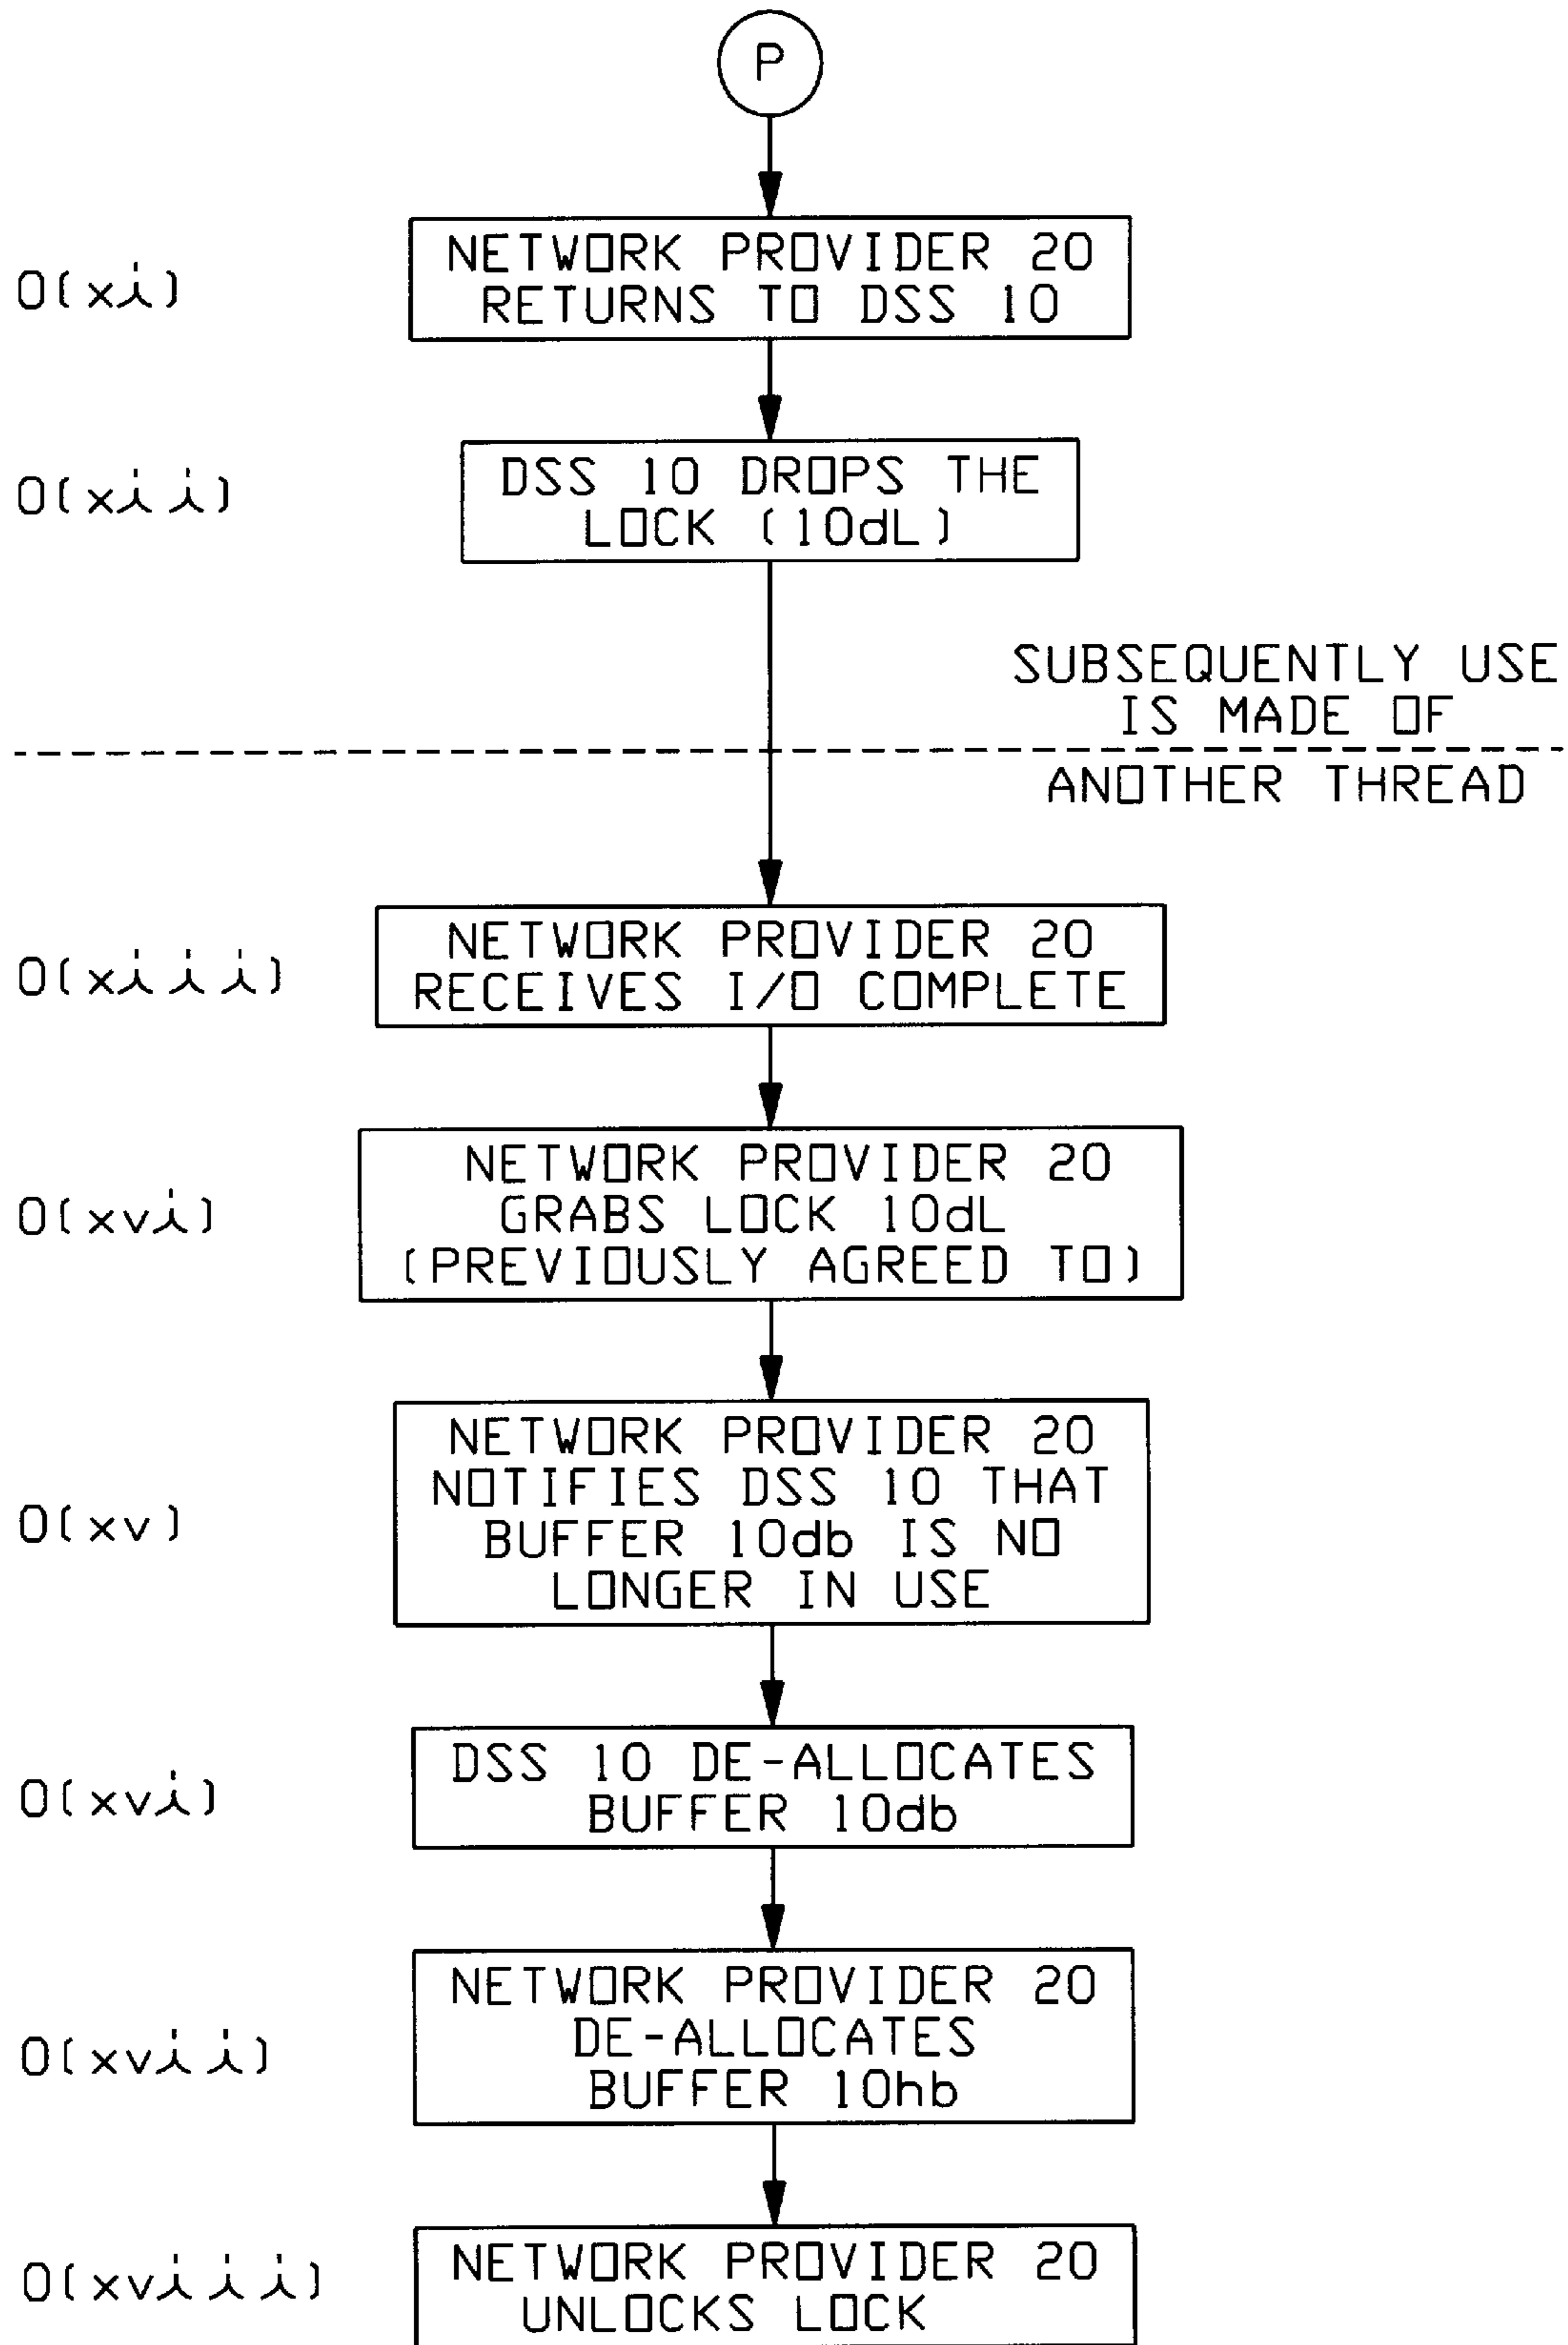 P
O(xi)
NETWORK PROVIDER 20
RETURNS TO DSS 10
O(xii)
DSS 10 DROPS THE
LOCK (10dL)
SUBSEQUENTLY USE
IS MADE OF
ANOTHER THREAD
O(xiii)
NETWORK PROVIDER 20
RECEIVES I/O COMPLETE
O(xvi)
NETWORK PROVIDER 20
GRABS LOCK 10dL
(PREVIOUSLY AGREED TO)
O(xv)
NETWORK PROVIDER 20
NOTIFIES DSS 10 THAT
BUFFER 10db IS NO
LONGER IN USE
O(xvi)
DSS 10 DE-ALLOCATES
BUFFER 10db
O(xvii)
NETWORK PROVIDER 20
DE-ALLOCATES
BUFFER 10hb
O(xviii)
NETWORK PROVIDER 20
UNLOCKS LOCK